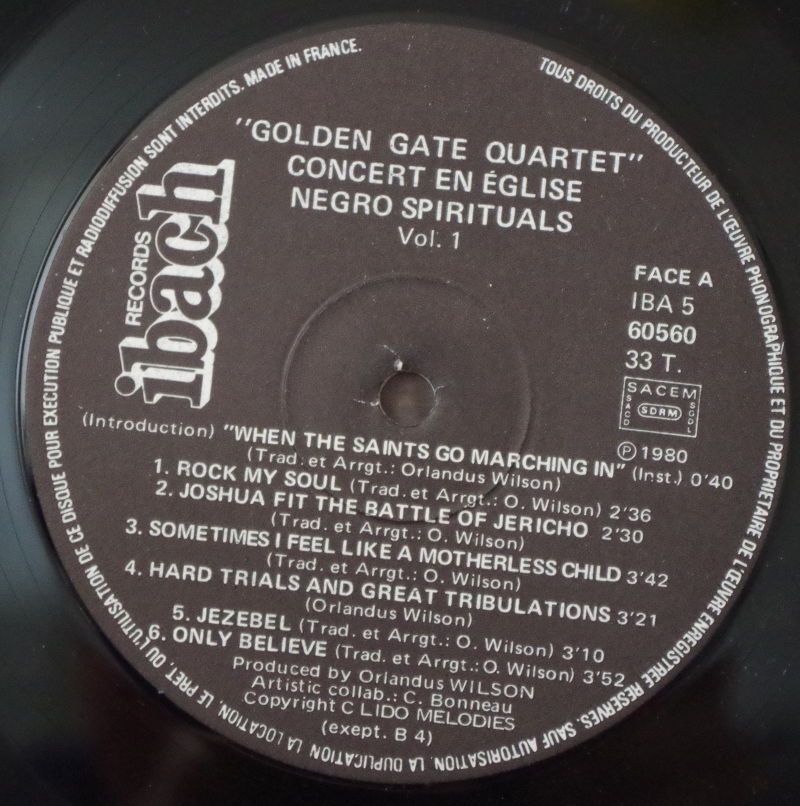 TOUS DROITS DU PRODUCTEUR DE L'ŒUVRE PHONOGRAPHIQUE ET DU PROPRIETAIRE DE L'ŒUVRE ENREGISTREE RESERVES. SAUF AUTORISATION, LA DUPLICATION, LA LOCATION, LE PRET, OU L'UTILISATION DE CE DISQUE POUR EXECUTION PUBLIQUE ET RADIODIFFUSION SONT INTERDITS. MADE IN FRANCE.
"GOLDEN GATE QUARTET"
CONCERT EN ÉGLISE
NEGRO SPIRITUALS
Vol. 1
ibach
RECORDS
FACE A
IBA 5
60560
33 T.
SACEM
SACD
SDRM
SGDL
Ⓟ 1980
(Introduction) "WHEN THE SAINTS GO MARCHING IN" (Inst.) 0'40
(Trad. et Arrgt.: Orlandus Wilson)
1. ROCK MY SOUL (Trad. et Arrgt.: O. Wilson) 2'36
2. JOSHUA FIT THE BATTLE OF JERICHO 2'30
(Trad. et Arrgt.: O. Wilson)
3. SOMETIMES I FEEL LIKE A MOTHERLESS CHILD 3'42
(Trad. et Arrgt.: O. Wilson)
4. HARD TRIALS AND GREAT TRIBULATIONS 3'21
(Orlandus Wilson)
5. JEZEBEL (Trad. et Arrgt.: O. Wilson) 3'10
6. ONLY BELIEVE (Trad. et Arrgt.: O. Wilson) 3'52
Produced by Orlandus WILSON
Artistic collab.: C. Bonneau
Copyright C LIDO MELODIES
(exept. B 4)